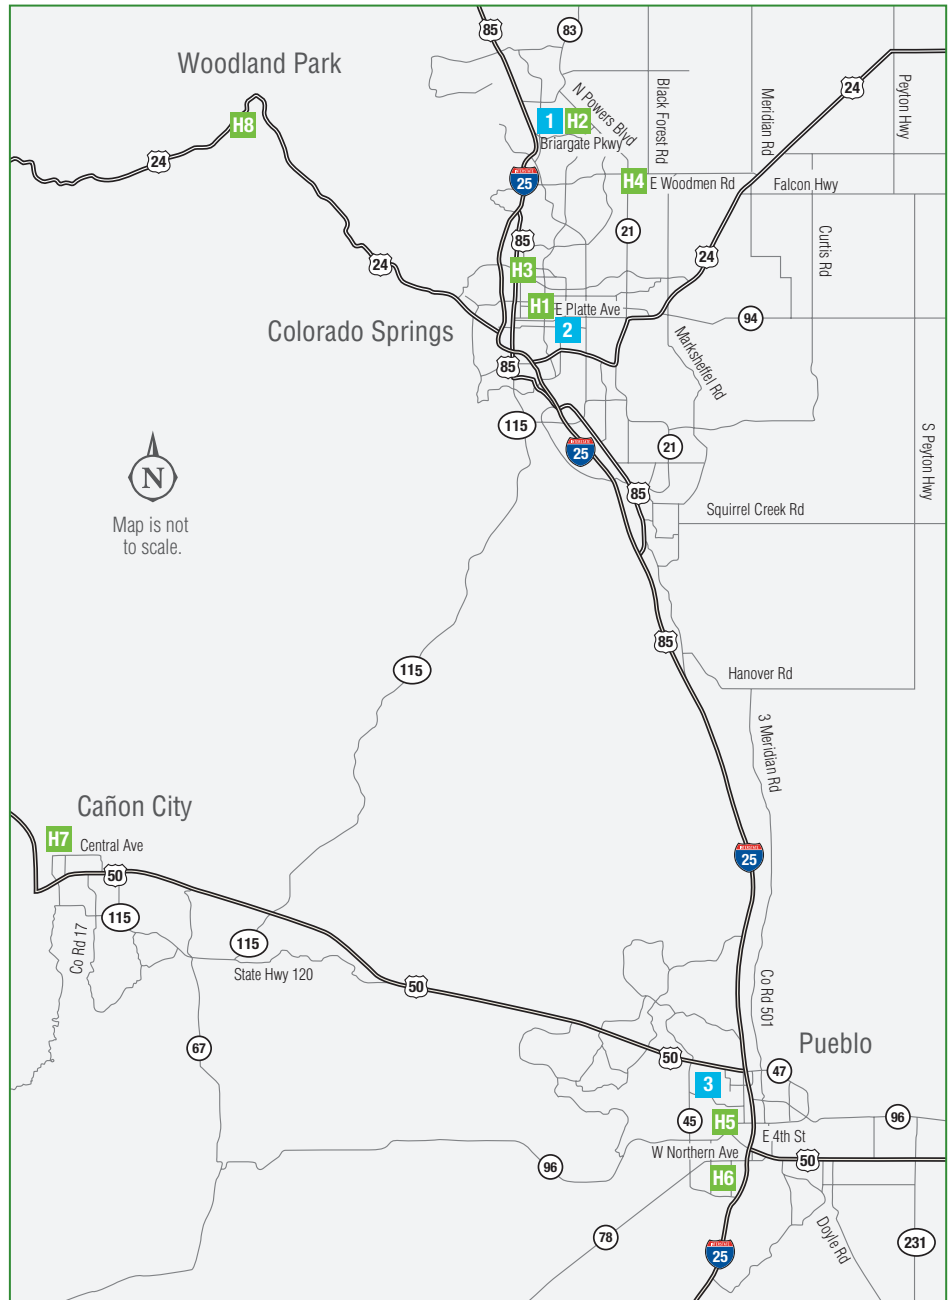 85
83
Woodland Park
24
N Powers Blvd
Black Forest Rd
Meridian Rd
Peyton Hwy
H8
1
H2
Briargate Pkwy
24
INTERSTATE
25
H4
E Woodmen Rd
Falcon Hwy
21
85
Curtis Rd
24
24
H3
H1
E Platte Ave
94
Colorado Springs
2
85
Marksheffel Rd
115
21
S Peyton Hwy
INTERSTATE
25
N
85
Squirrel Creek Rd
Map is not
to scale.
85
115
Hanover Rd
3 Meridian Rd
Cañon City
H7
Central Ave
INTERSTATE
25
50
115
Co Rd 17
115
State Hwy 120
50
Co Rd 501
67
Pueblo
50
47
3
45
H5
96
E 4th St
W Northern Ave
96
50
H6
78
Doyle Rd
231
INTERSTATE
25